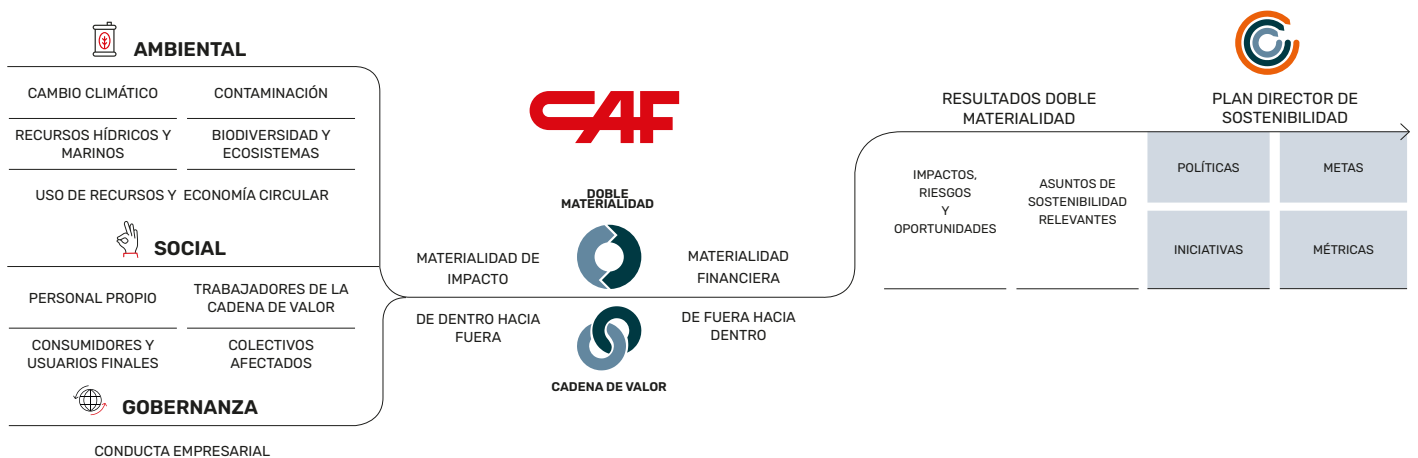 AMBIENTAL
CAMBIO CLIMÁTICO
CONTAMINACIÓN
RECURSOS HÍDRICOS Y
MARINOS
BIODIVERSIDAD Y
ECOSISTEMAS
USO DE RECURSOS Y ECONOMÍA CIRCULAR
SOCIAL
PERSONAL PROPIO
TRABAJADORES DE LA
CADENA DE VALOR
CONSUMIDORES Y
USUARIOS FINALES
COLECTIVOS
AFECTADOS
GOBERNANZA
CONDUCTA EMPRESARIAL
CAF
DOBLE
MATERIALIDAD
MATERIALIDAD DE
IMPACTO
MATERIALIDAD
FINANCIERA
DE DENTRO HACIA
FUERA
DE FUERA HACIA
DENTRO
CADENA DE VALOR
RESULTADOS DOBLE
MATERIALIDAD
IMPACTOS,
RIESGOS
Y
OPORTUNIDADES
ASUNTOS DE
SOSTENIBILIDAD
RELEVANTES
PLAN DIRECTOR DE
SOSTENIBILIDAD
POLÍTICAS
METAS
INICIATIVAS
MÉTRICAS